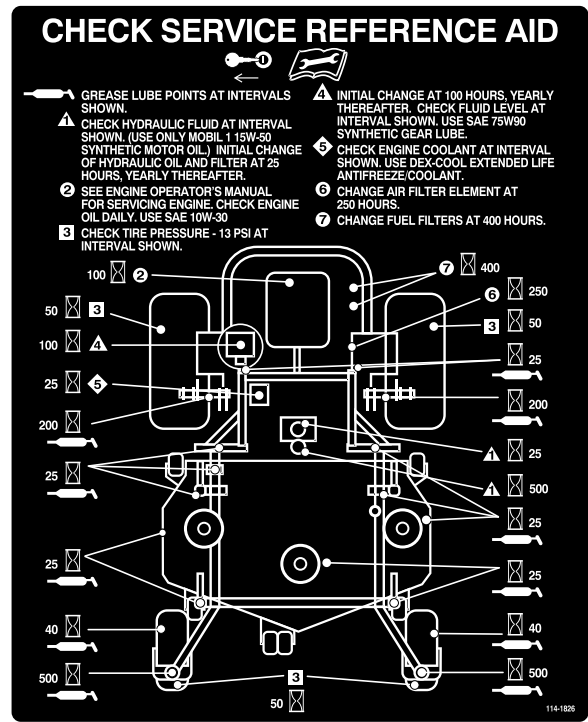 CHECK SERVICE REFERENCE AID
GREASE LUBE POINTS AT INTERVALS
SHOWN.
1 CHECK HYDRAULIC FLUID AT INTERVAL
SHOWN. (USE ONLY MOBIL 1 15W-50
SYNTHETIC MOTOR OIL.) INITIAL CHANGE
OF HYDRAULIC OIL AND FILTER AT 25
HOURS, YEARLY THEREAFTER.
2 SEE ENGINE OPERATOR'S MANUAL
FOR SERVICING ENGINE. CHECK ENGINE
OIL DAILY. USE SAE 10W-30
3 CHECK TIRE PRESSURE - 13 PSI AT
INTERVAL SHOWN.
4 INITIAL CHANGE AT 100 HOURS, YEARLY
THEREAFTER. CHECK FLUID LEVEL AT
INTERVAL SHOWN. USE SAE 75W90
SYNTHETIC GEAR LUBE.
5 CHECK ENGINE COOLANT AT INTERVAL
SHOWN. USE DEX-COOL EXTENDED LIFE
ANTIFREEZE/COOLANT.
6 CHANGE AIR FILTER ELEMENT AT
250 HOURS.
7 CHANGE FUEL FILTERS AT 400 HOURS.
100 2
7 400
6 250
50 3
3 50
100 4
25
25 5
200
200
1 25
25
1 500
25
25
25
40
40
500
500
3
50
114-1826